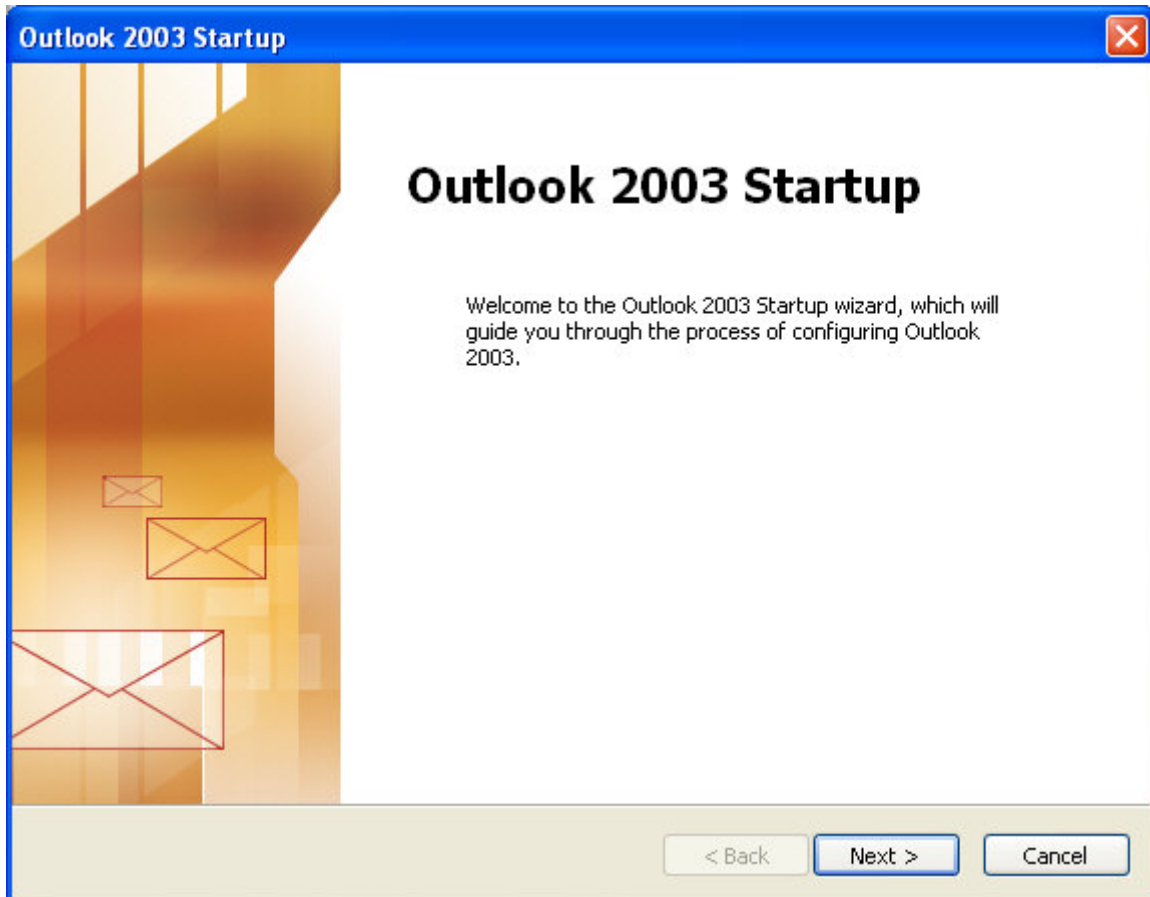 Outlook 2003 Startup
Outlook 2003 Startup
Welcome to the Outlook 2003 Startup wizard, which will
guide you through the process of configuring Outlook
2003.
< Back Next > Cancel